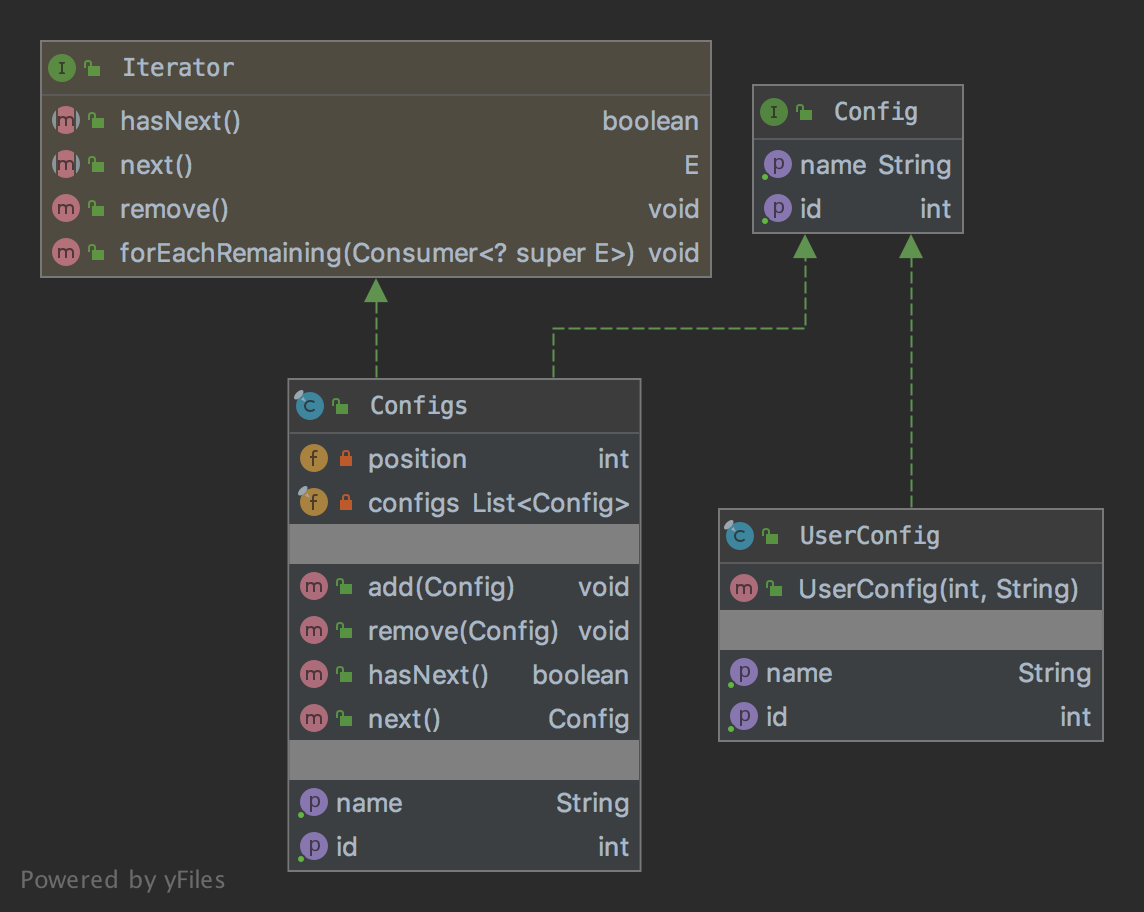 I Iterator
m hasNext() boolean
m next() E
m remove() void
m forEachRemaining(Consumer<? super E>) void
I Config
p name String
p id int
C Configs
f position int
f configs List<Config>
m add(Config) void
m remove(Config) void
m hasNext() boolean
m next() Config
p name String
p id int
C UserConfig
m UserConfig(int, String)
p name String
p id int
Powered by yFiles